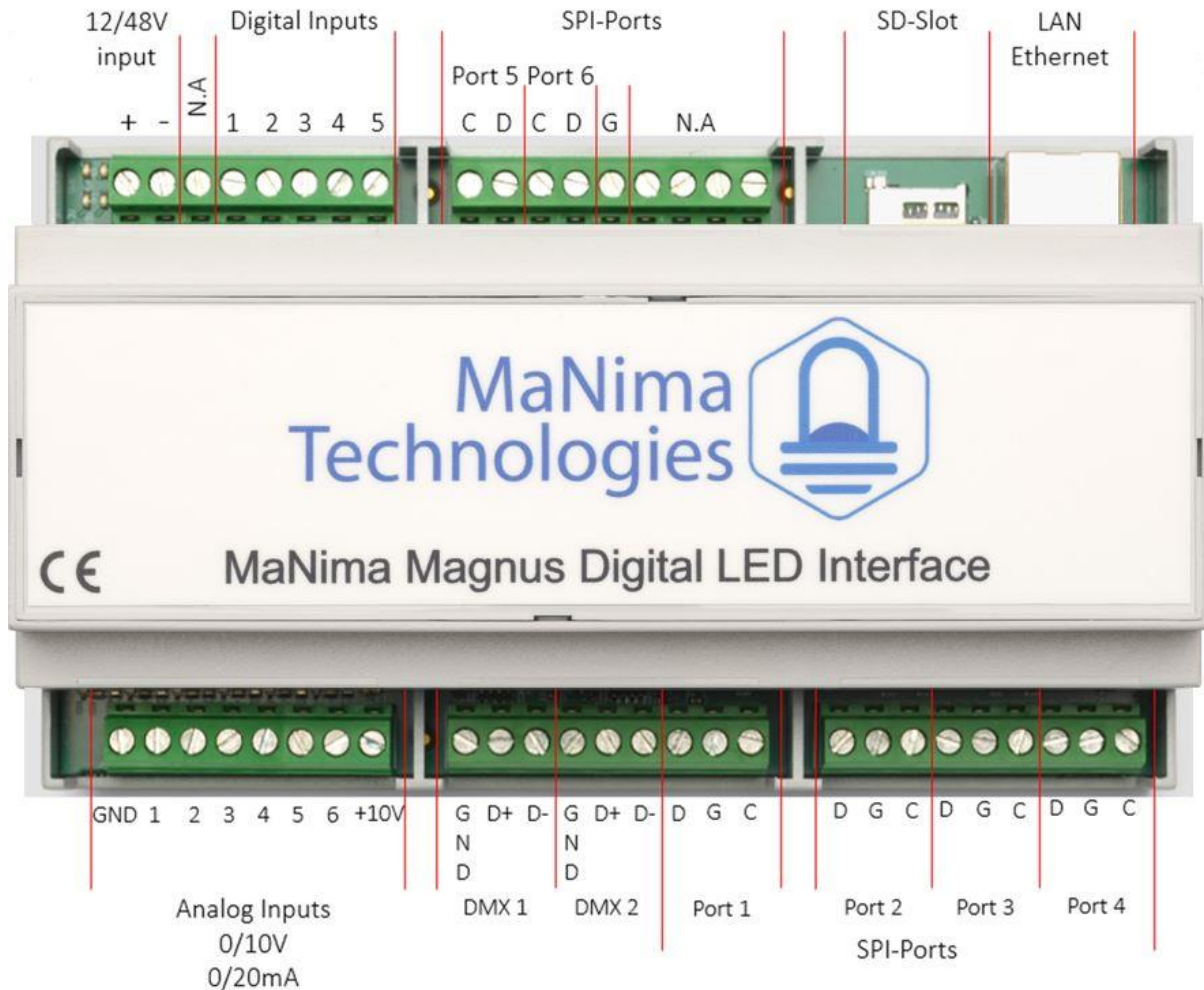 12/48V
input
Digital Inputs
SPI-Ports
SD-Slot
LAN
Ethernet
Port 5 Port 6
+ - N.A 1 2 3 4 5
C D C D G N.A
MaNima
Technologies
CE MaNima Magnus Digital LED Interface
GND 1 2 3 4 5 6 +10V
GND D+ D- GND D+ D- D G C
D G C D G C D G C
Analog Inputs
0/10V
0/20mA
DMX 1 DMX 2 Port 1
Port 2 Port 3 Port 4
SPI-Ports